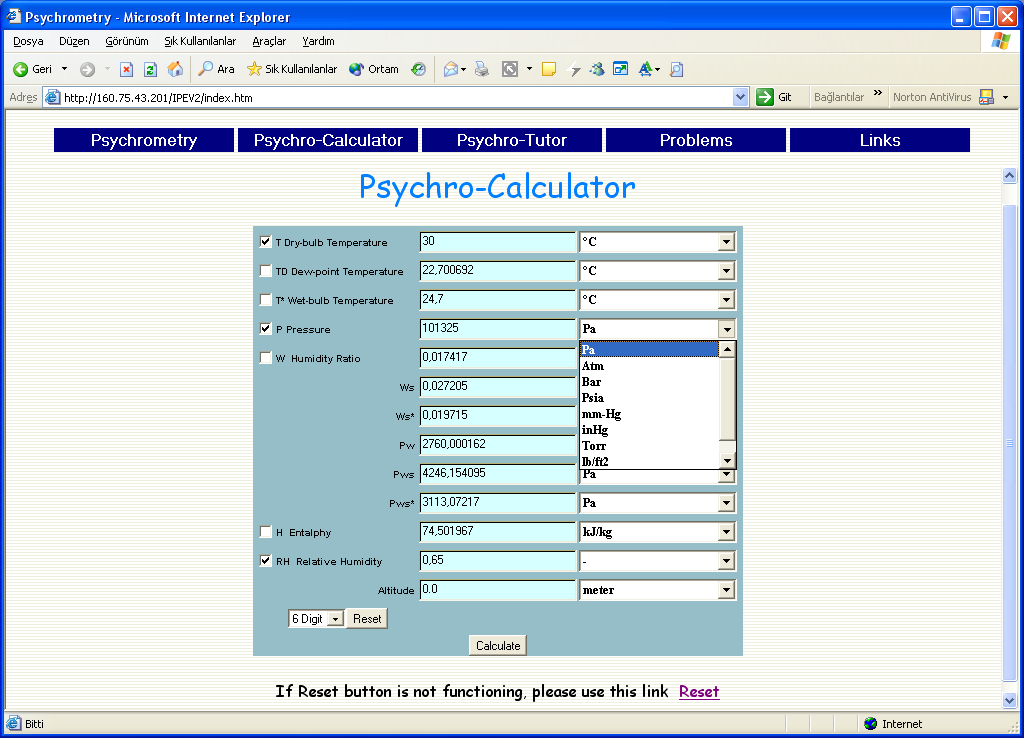 Psychrometry - Microsoft Internet Explorer
Dosya Düzen Görünüm Sık Kullanılanlar Araçlar Yardım
Geri Ara Sık Kullanılanlar Ortam
Adres http://160.75.43.201/IPEV2/index.htm Git Bağlantılar » Norton AntiVirus
Psychrometry Psychro-Calculator Psychro-Tutor Problems Links
Psychro-Calculator
T Dry-bulb Temperature 30 °C
TD Dew-point Temperature 22,700692 °C
T* Wet-bulb Temperature 24,7 °C
P Pressure 101325 Pa
W Humidity Ratio 0,017417
Pa
Atm
Ws 0,027205
Bar
Psia
Ws* 0,019715
mm-Hg
inHg
Pw 2760,000162
Torr
lb/ft2
Pws 4246,154095 Pa
Pws* 3113,07217 Pa
H Entalphy 74,501967 kJ/kg
RH Relative Humidity 0,65 -
Altitude 0.0 meter
6 Digit Reset
Calculate
If Reset button is not functioning, please use this link Reset
Bitti Internet